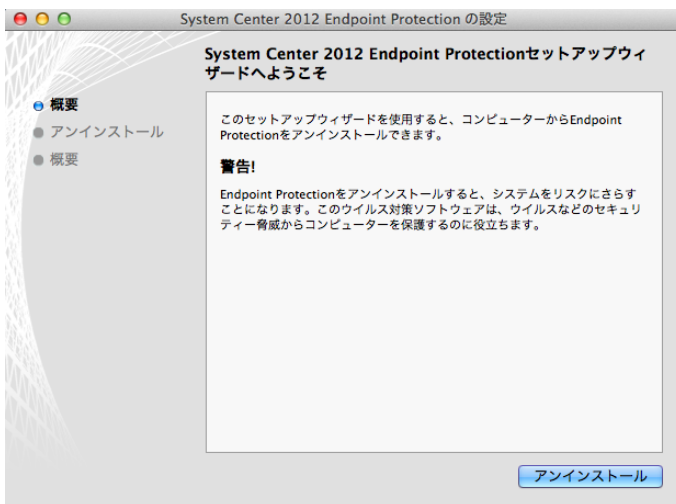 System Center 2012 Endpoint Protection の設定
System Center 2012 Endpoint Protectionセットアップウィ
ザードへようこそ
概要
アンインストール
概要
このセットアップウィザードを使用すると、コンピューターからEndpoint
Protectionをアンインストールできます。
警告!
Endpoint Protectionをアンインストールすると、システムをリスクにさらす
ことになります。このウイルス対策ソフトウェアは、ウイルスなどのセキュリ
ティー脅威からコンピューターを保護するのに役立ちます。
アンインストール